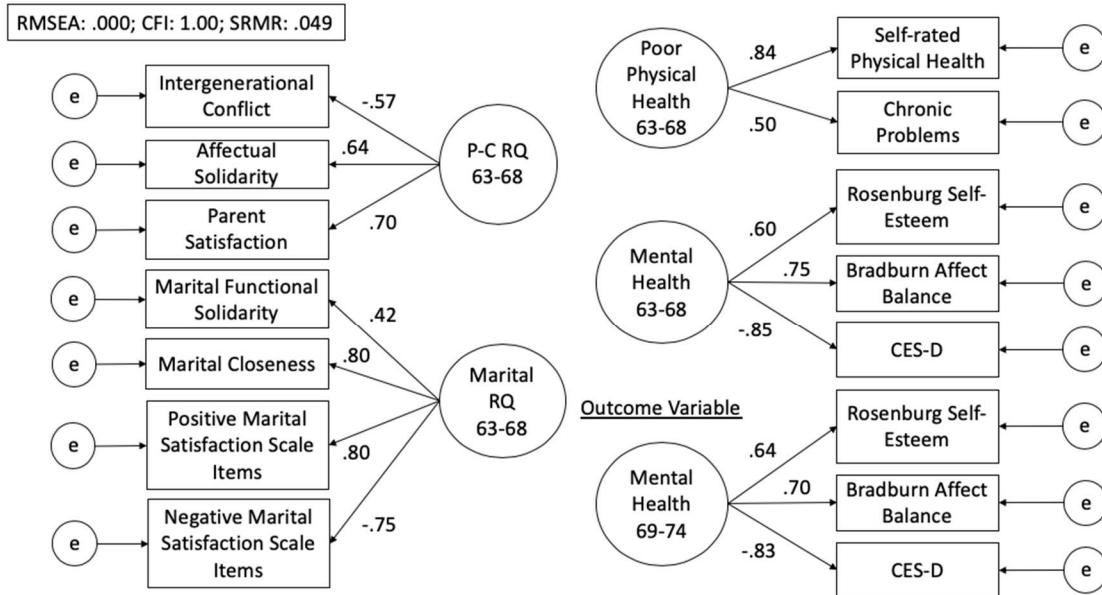 RMSEA: .000; CFI: 1.00; SRMR: .049
e
Intergenerational
Conflict
-.57
e
Affectual
Solidarity
.64
P-C RQ
63-68
e
Parent
Satisfaction
.70
e
Marital Functional
Solidarity
.42
e
Marital Closeness
.80
Marital
RQ
63-68
e
Positive Marital
Satisfaction Scale
Items
.80
e
Negative Marital
Satisfaction Scale
Items
-.75
Poor
Physical
Health
63-68
.84
Self-rated
Physical Health
e
.50
Chronic
Problems
e
Mental
Health
63-68
.60
Rosenburg Self-
Esteem
e
.75
Bradburn Affect
Balance
e
-.85
CES-D
e
Outcome Variable
Mental
Health
69-74
.64
Rosenburg Self-
Esteem
e
.70
Bradburn Affect
Balance
e
-.83
CES-D
e